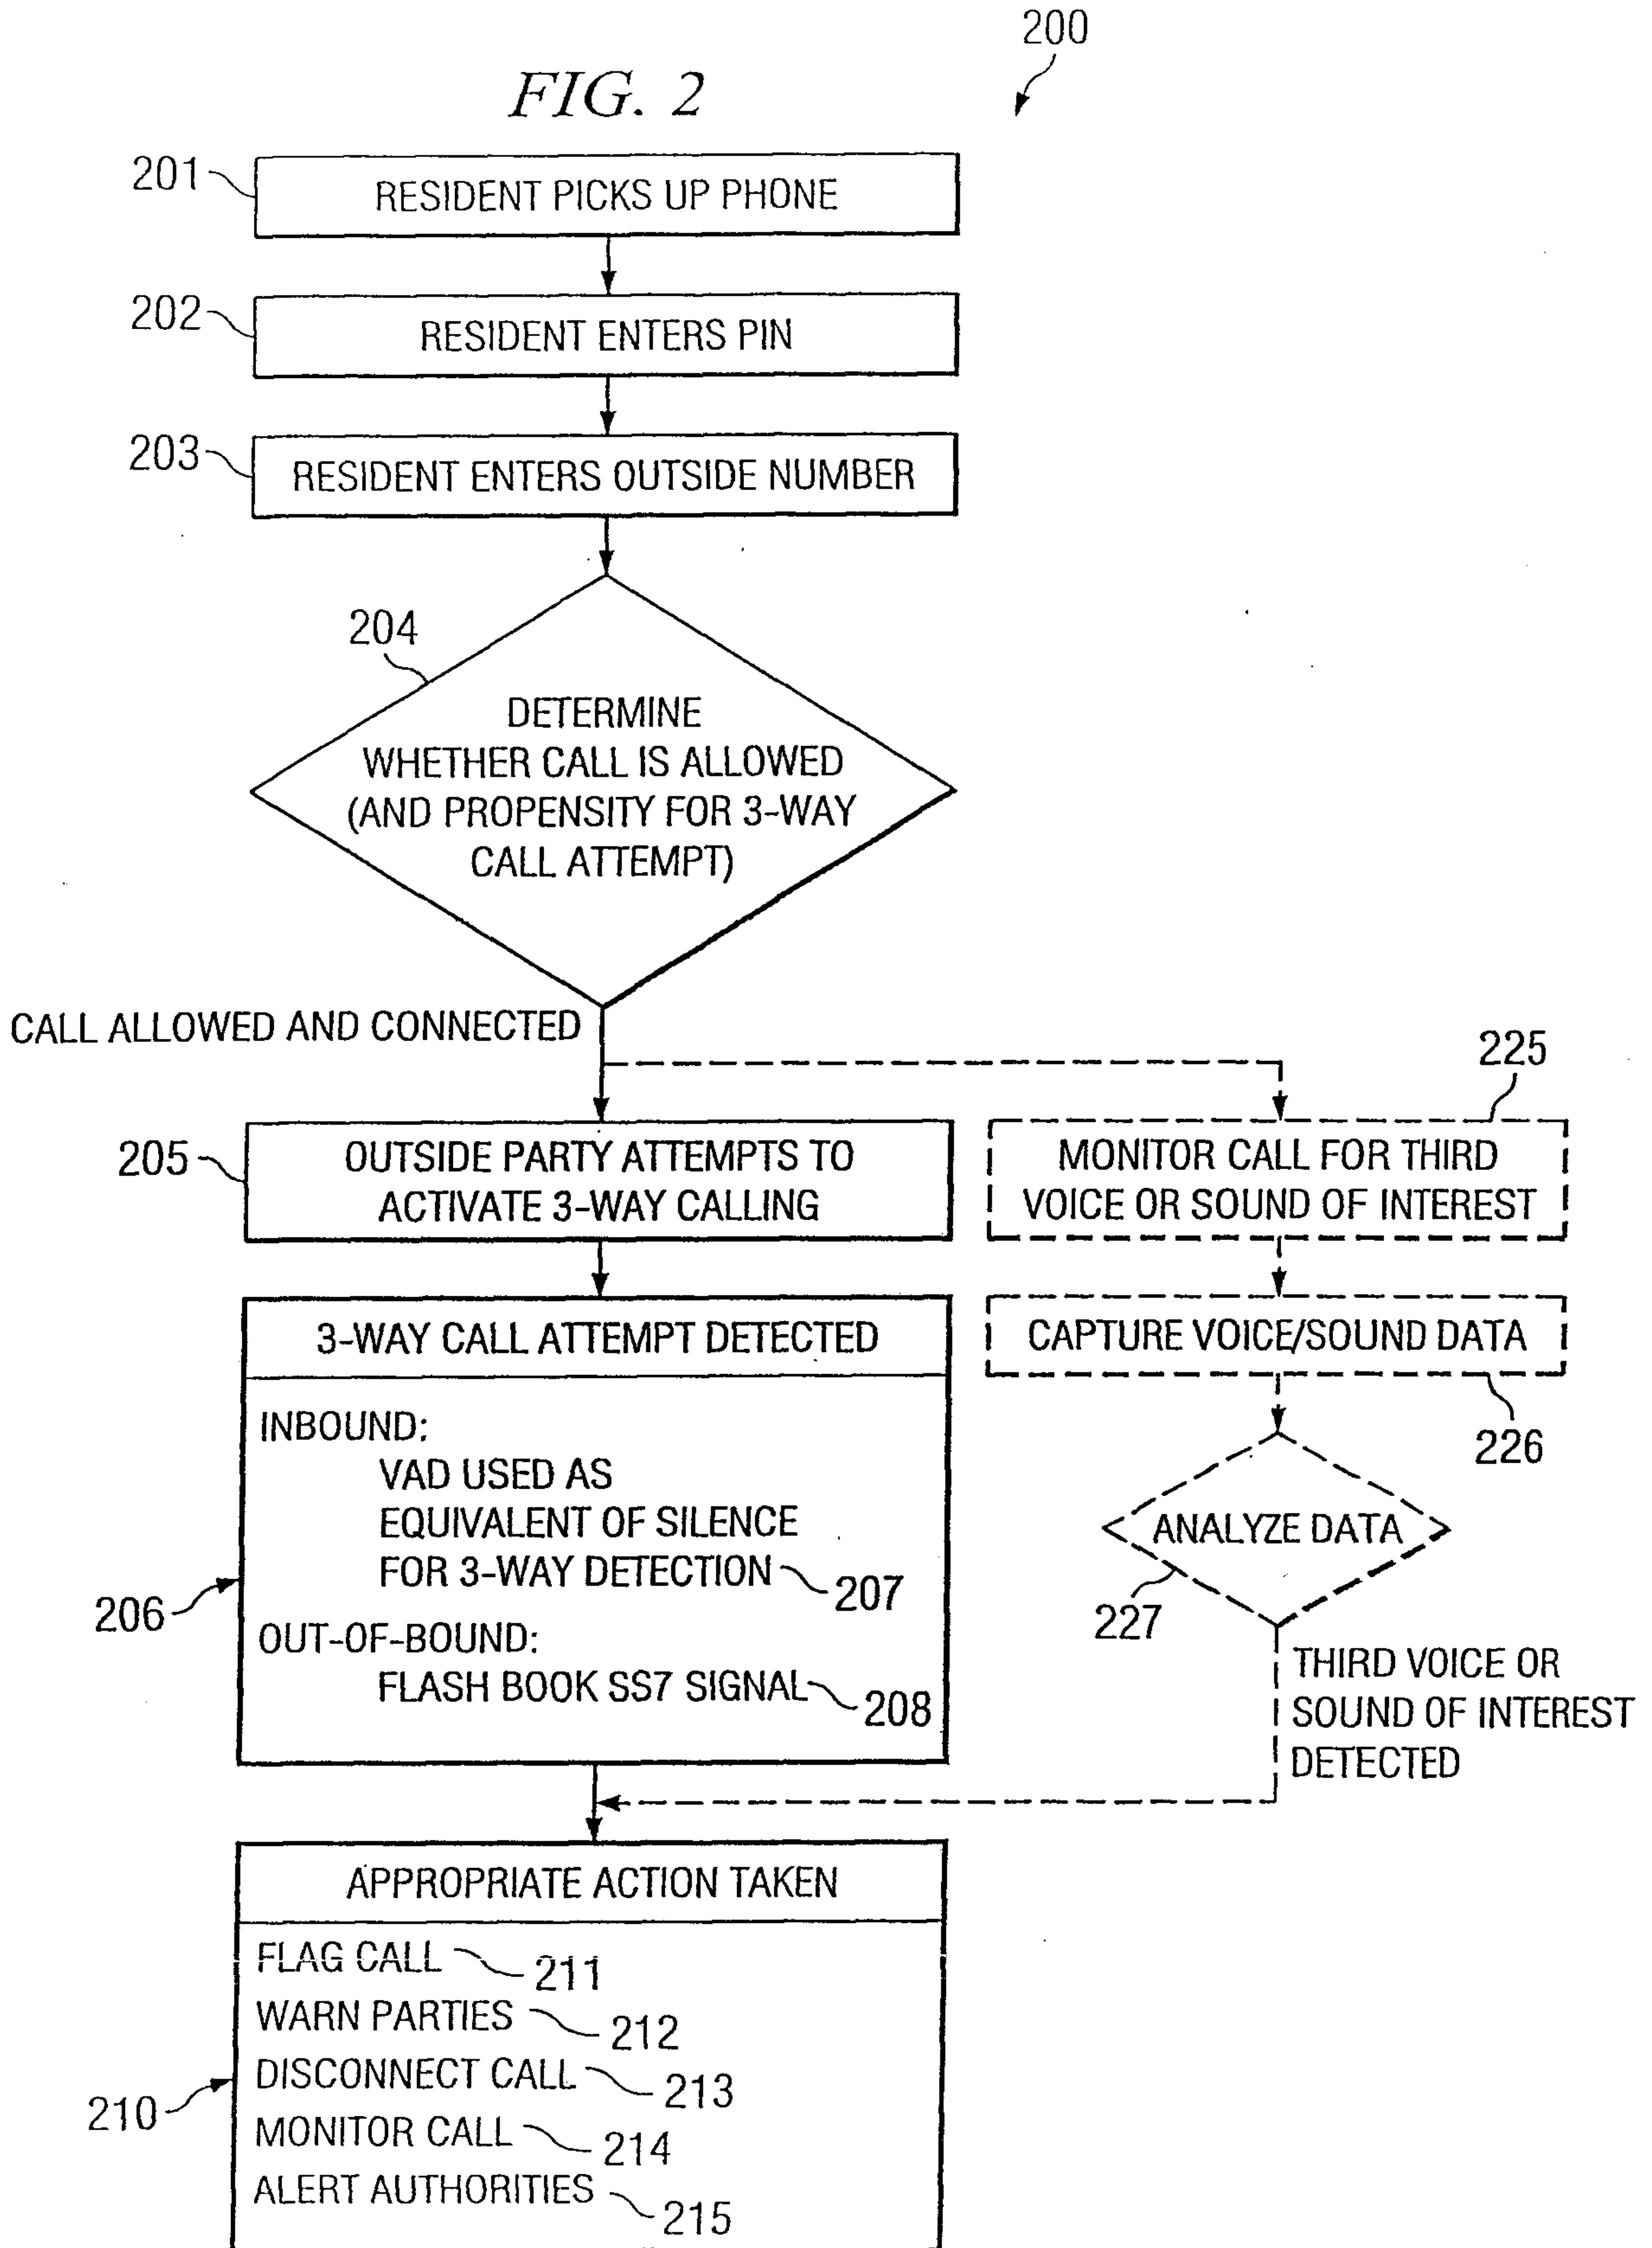 200
FIG. 2
201
RESIDENT PICKS UP PHONE
202
RESIDENT ENTERS PIN
203
RESIDENT ENTERS OUTSIDE NUMBER
204
DETERMINE
WHETHER CALL IS ALLOWED
(AND PROPENSITY FOR 3-WAY
CALL ATTEMPT)
CALL ALLOWED AND CONNECTED
205
OUTSIDE PARTY ATTEMPTS TO
ACTIVATE 3-WAY CALLING
225
MONITOR CALL FOR THIRD
VOICE OR SOUND OF INTEREST
3-WAY CALL ATTEMPT DETECTED
INBOUND:
VAD USED AS
EQUIVALENT OF SILENCE
FOR 3-WAY DETECTION
207
206
OUT-OF-BOUND:
FLASH BOOK SS7 SIGNAL
208
CAPTURE VOICE/SOUND DATA
226
ANALYZE DATA
227
THIRD VOICE OR
SOUND OF INTEREST
DETECTED
APPROPRIATE ACTION TAKEN
FLAG CALL
211
WARN PARTIES
212
DISCONNECT CALL
213
210
MONITOR CALL
214
ALERT AUTHORITIES
215